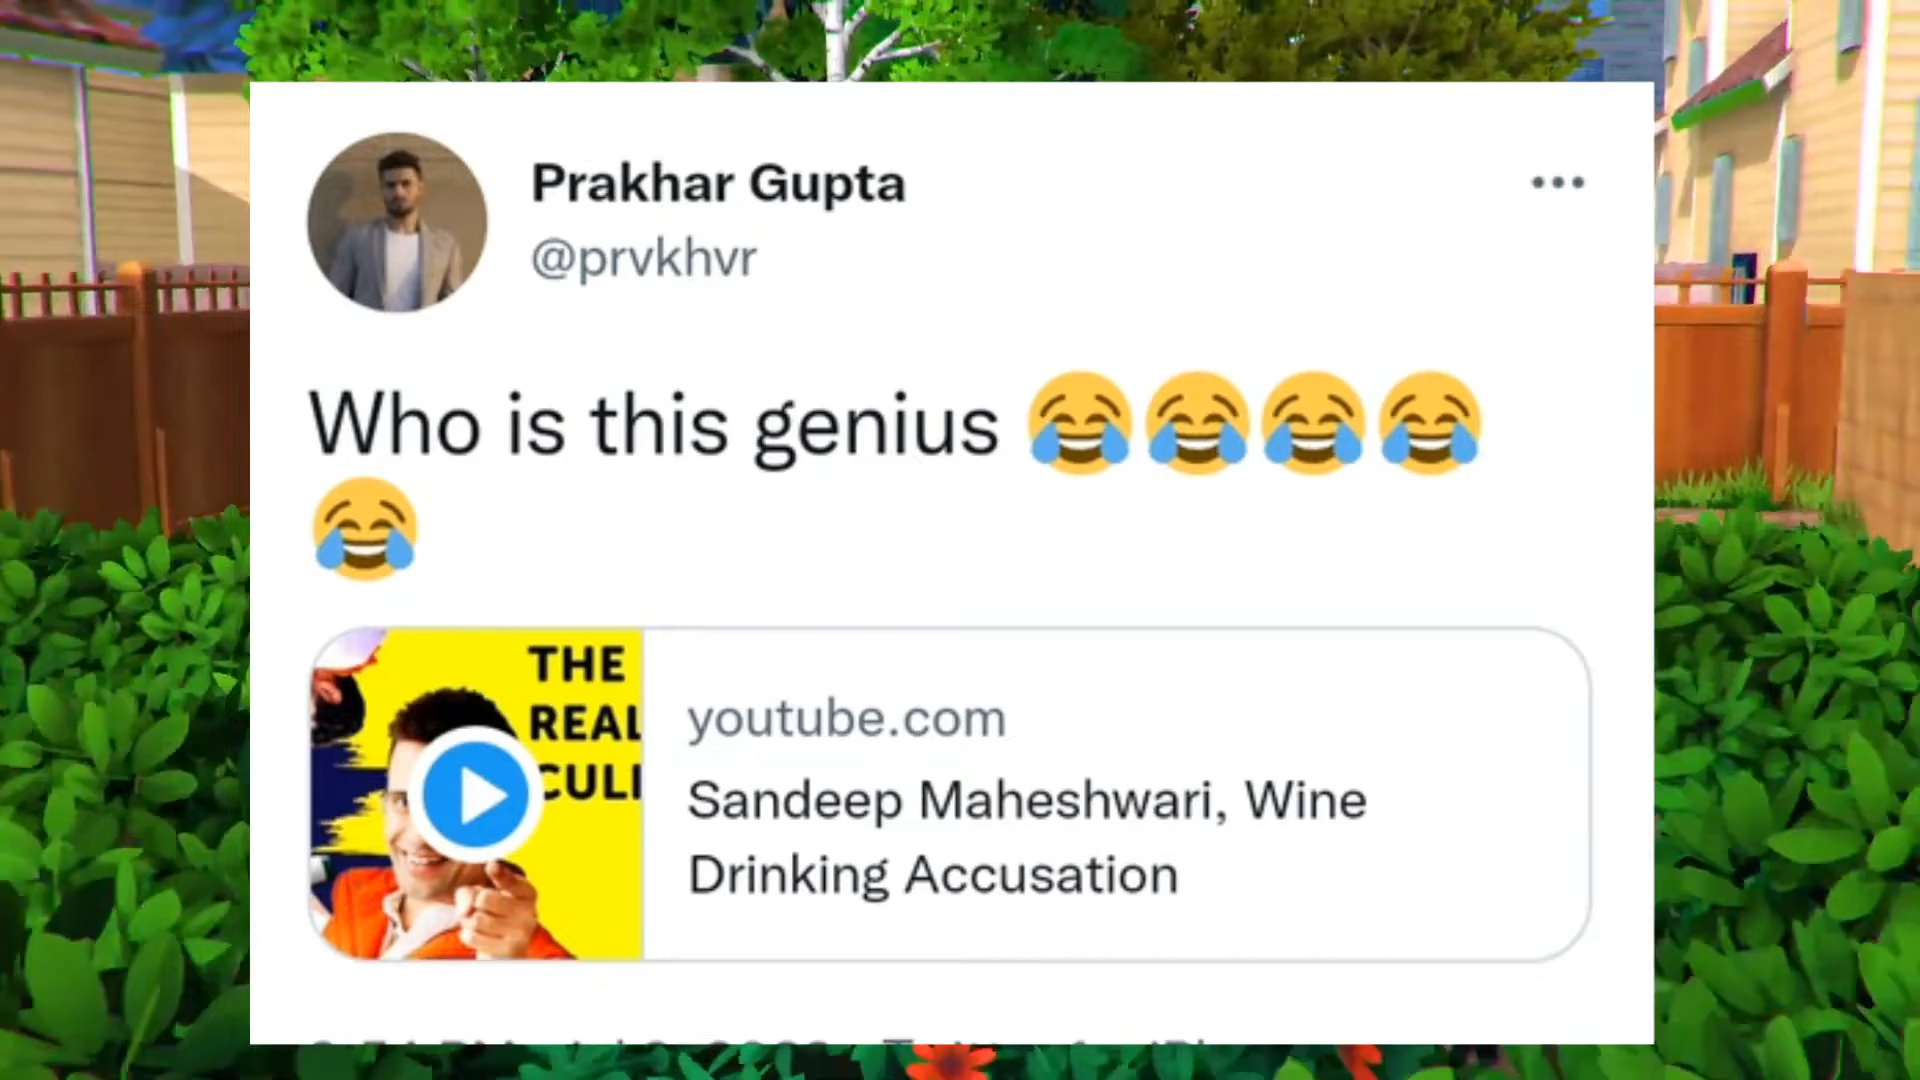 Prakhar Gupta
@prvkhvr
Who is this genius 😂😂😂😂
😂
THE
REAL
youtube.com
Sandeep Maheshwari, Wine
Drinking Accusation